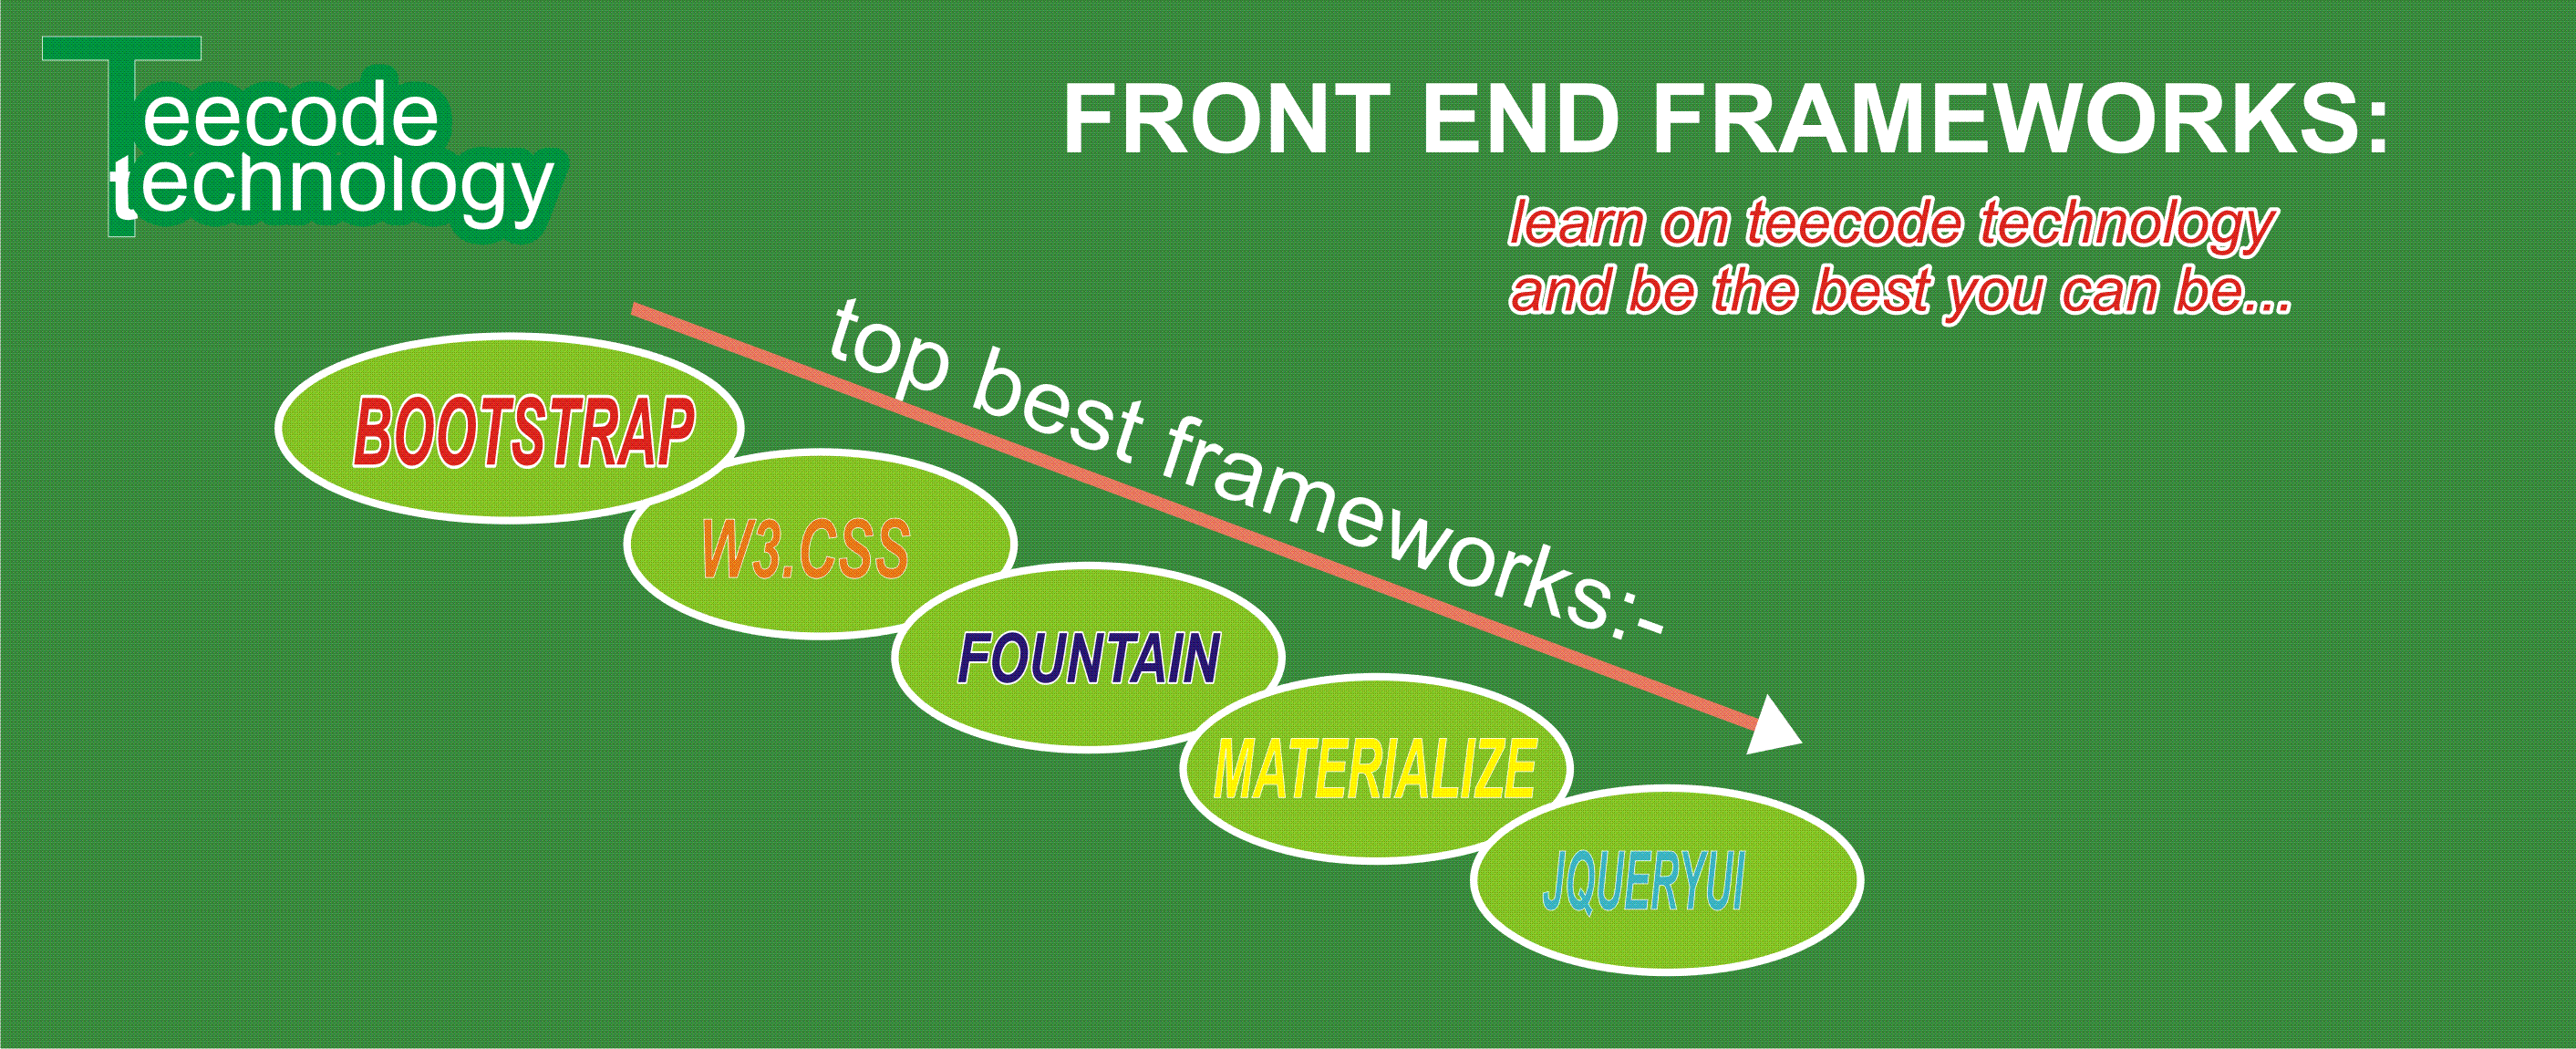 Teecode
technology
FRONT END FRAMEWORKS:
learn on teecode technology
and be the best you can be...
top best frameworks:-
BOOTSTRAP
W3.CSS
FOUNTAIN
MATERIALIZE
JQUERYUI